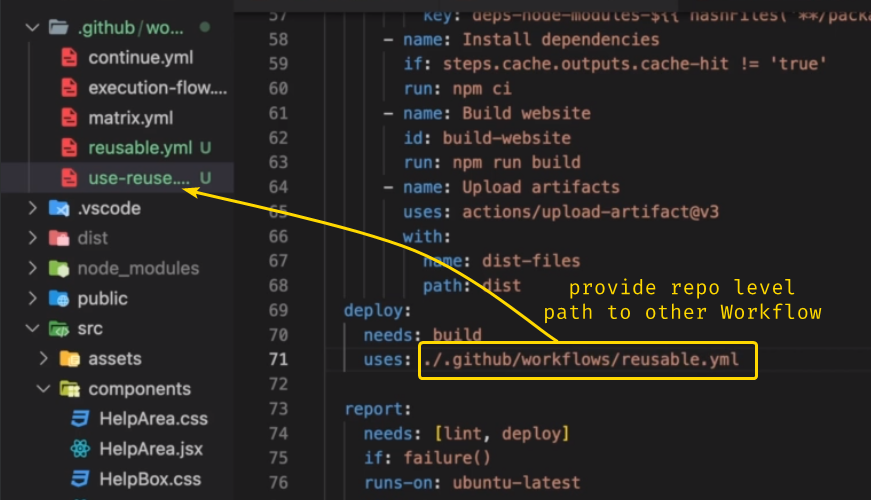 .github/wo...
continue.yml
execution-flow....
matrix.yml
reusable.yml U
use-reuse.... U
.vscode
dist
node_modules
public
src
assets
components
HelpArea.css
HelpArea.jsx
HelpBox.css
57 key: deps-node-modules-${{ hashFiles('**/packa
58 - name: Install dependencies
59 if: steps.cache.outputs.cache-hit != 'true'
60 run: npm ci
61 - name: Build website
62 id: build-website
63 run: npm run build
64 - name: Upload artifacts
65 uses: actions/upload-artifact@v3
66 with:
67 name: dist-files
68 path: dist
69 deploy:
70 needs: build
71 uses: ./.github/workflows/reusable.yml
72
73 report:
74 needs: [lint, deploy]
75 if: failure()
76 runs-on: ubuntu-latest
provide repo level
path to other Workflow